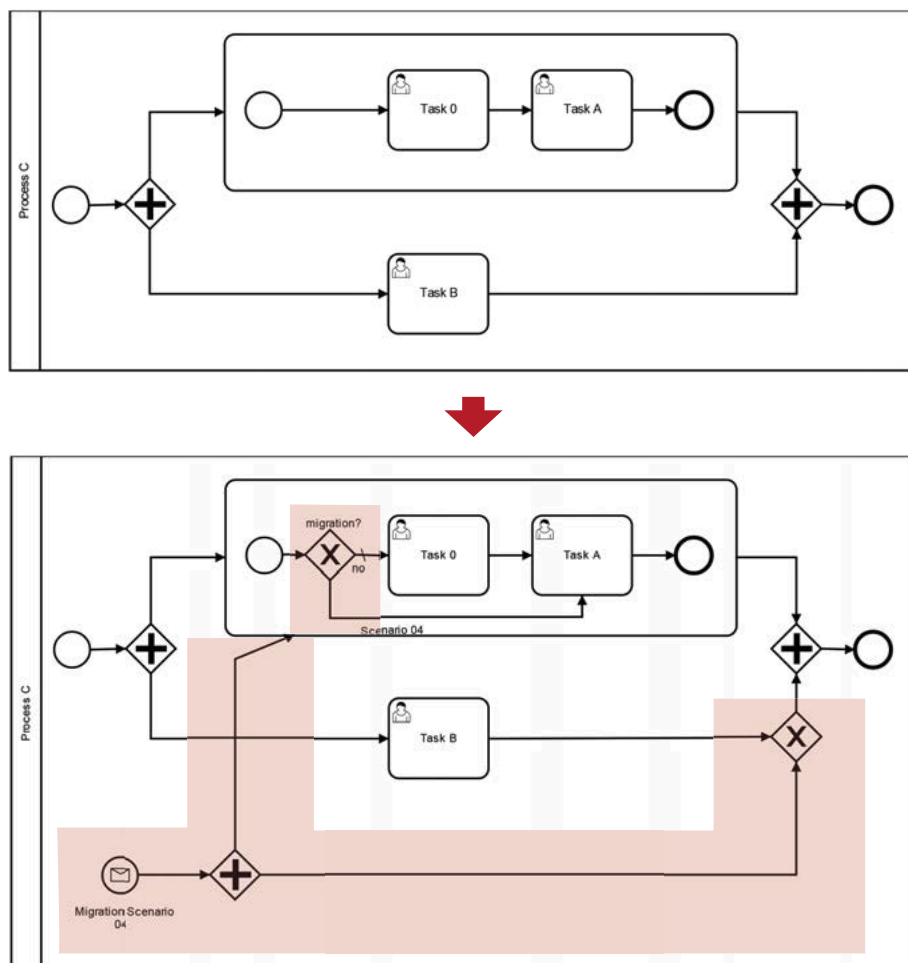 Process C
Task 0
Task A
Task B
Process C
migration?
no
Task 0
Task A
Scenario 04
Task B
Migration Scenario
04